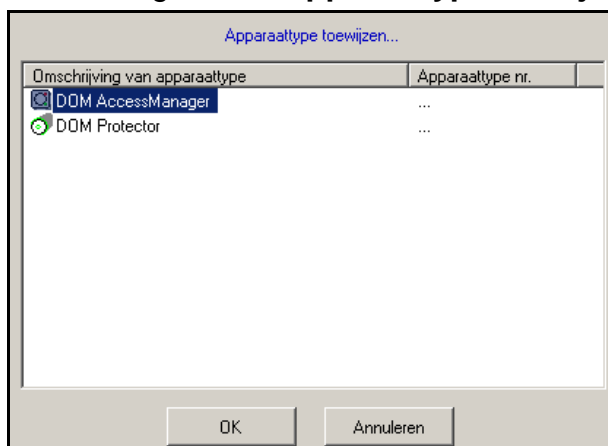 Apparaattype toewijzen...
Omschrijving van apparaattype Apparaattype nr.
DOM AccessManager ...
DOM Protector ...
OK Annuleren